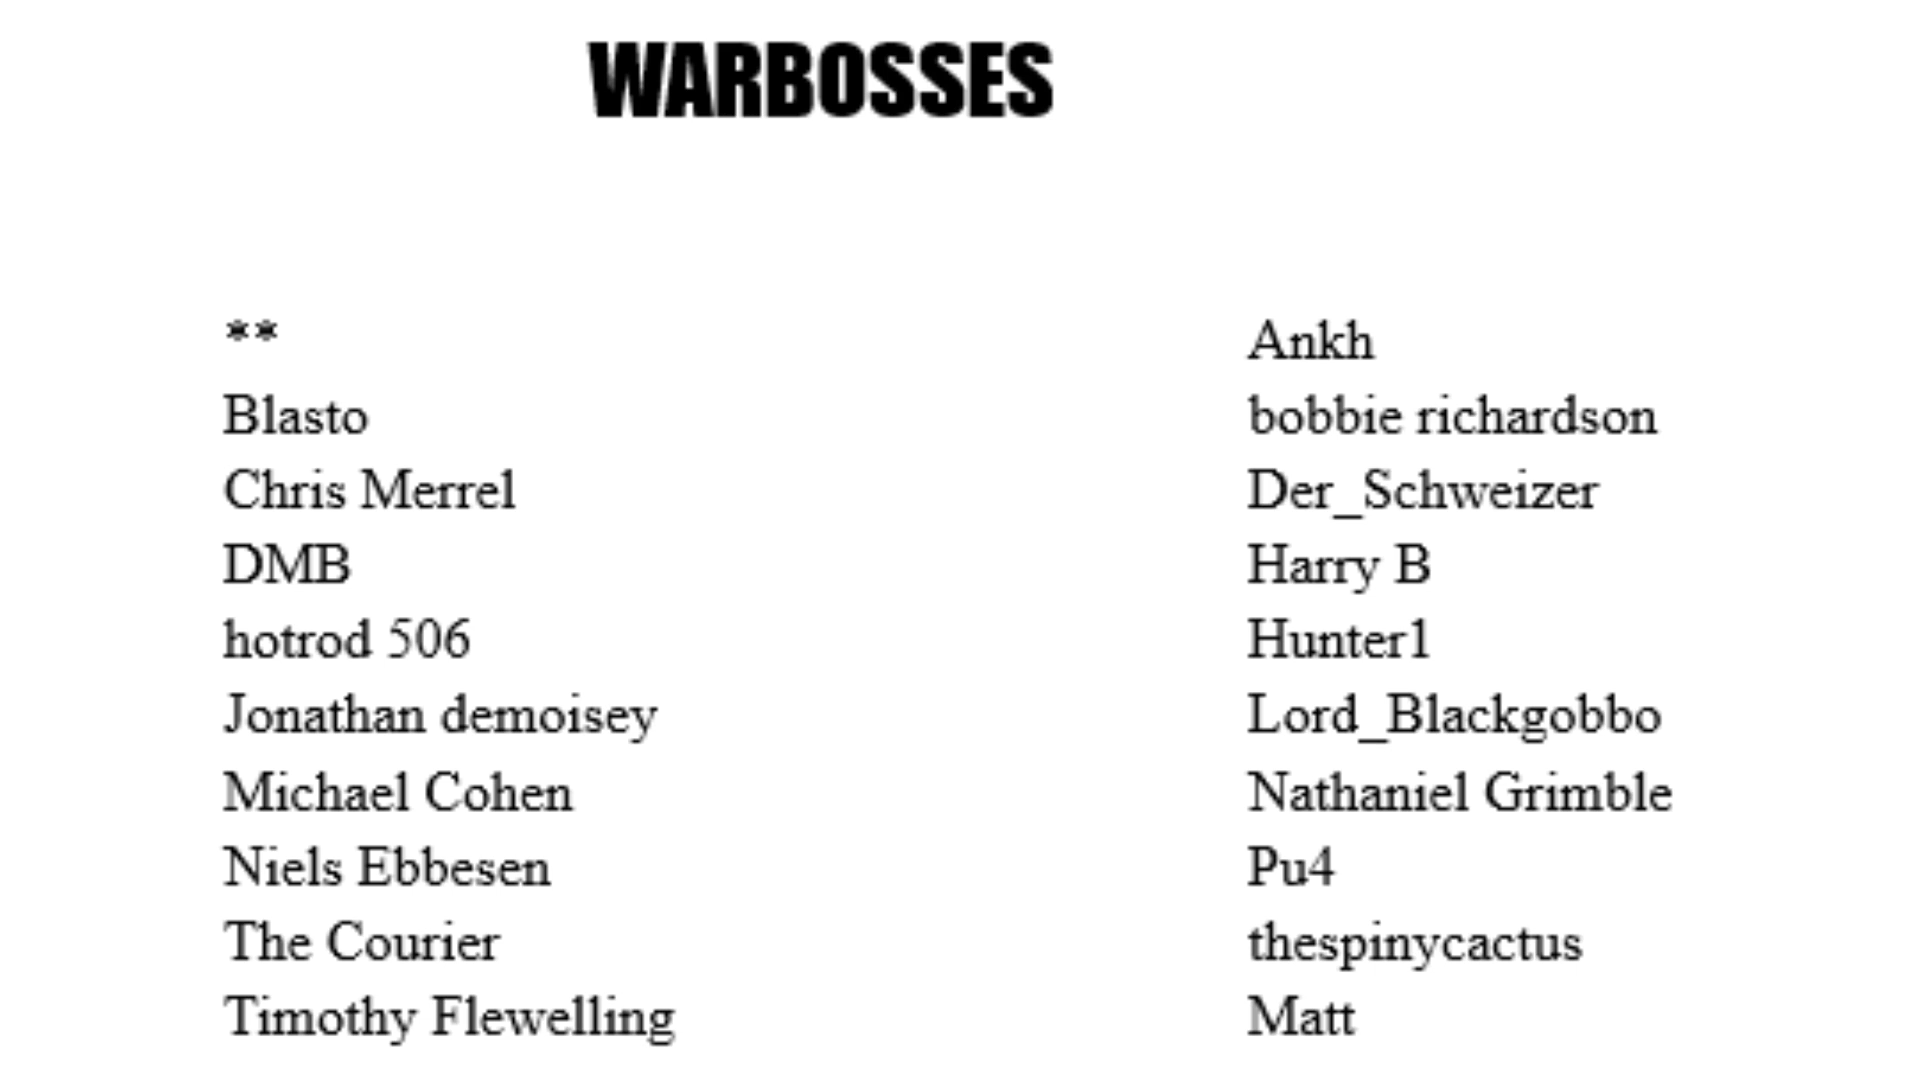 WARBOSSES
**
Blasto
Chris Merrel
DMB
hotrod 506
Jonathan demoisey
Michael Cohen
Niels Ebbesen
The Courier
Timothy Flewelling
Ankh
bobbie richardson
Der_Schweizer
Harry B
Hunter1
Lord_Blackgobbo
Nathaniel Grimble
Pu4
thespinycactus
Matt